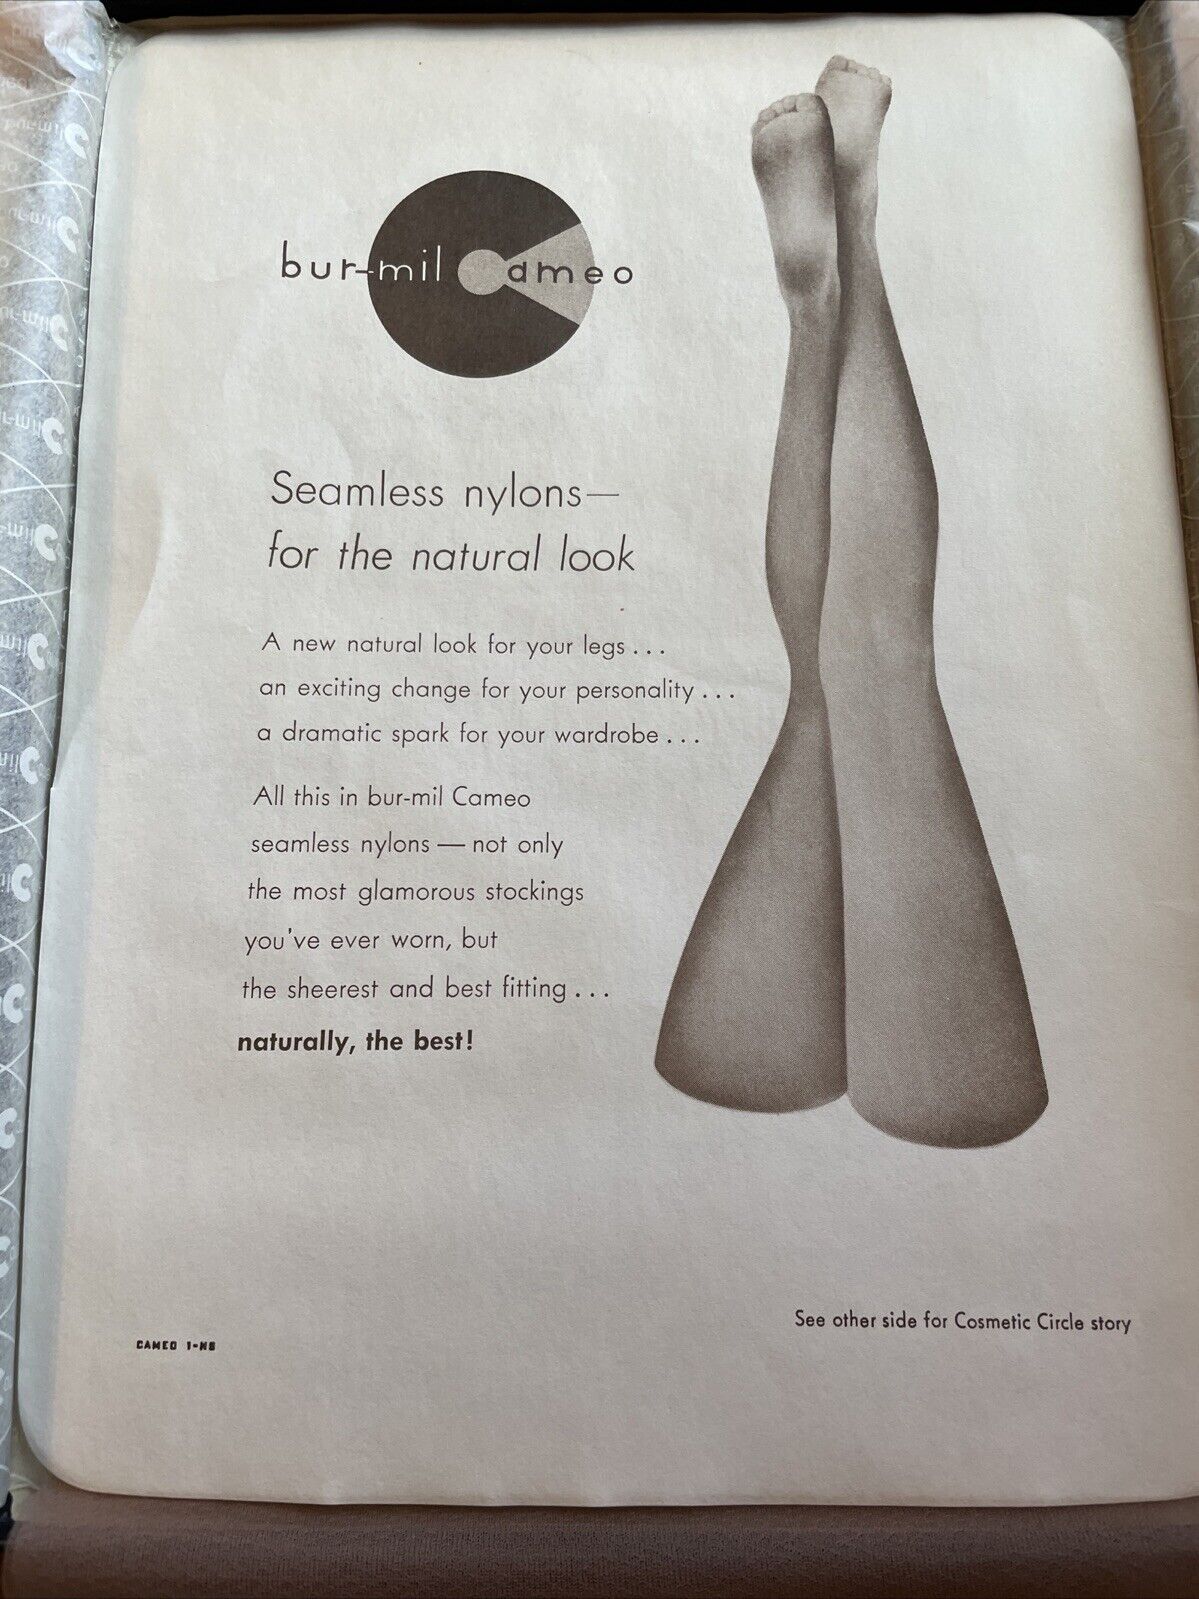 bur-mil Cameo
Seamless nylons—
for the natural look
A new natural look for your legs...
an exciting change for your personality...
a dramatic spark for your wardrobe...
All this in bur-mil Cameo
seamless nylons — not only
the most glamorous stockings
you've ever worn, but
the sheerest and best fitting...
naturally, the best!
See other side for Cosmetic Circle story
CAMEO 1-NS